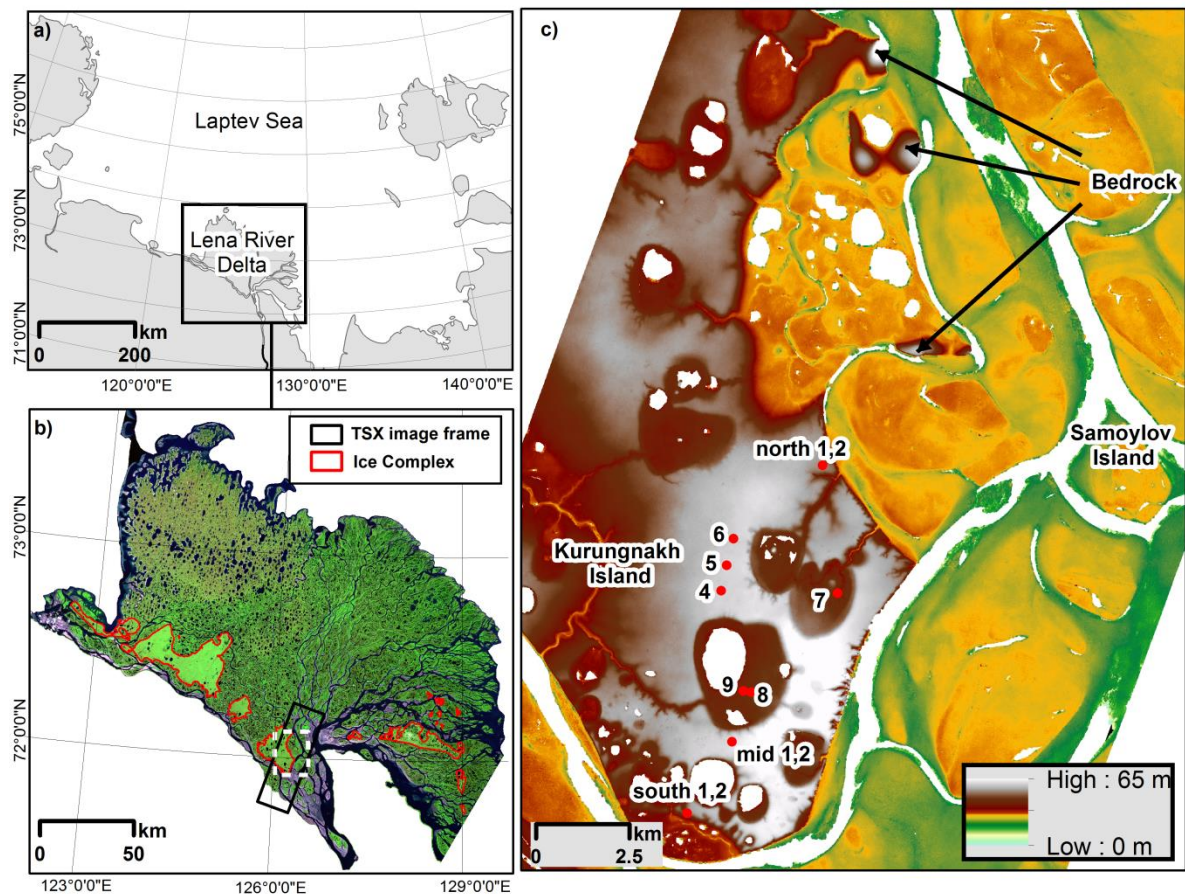 a)
75°0'0"N
73°0'0"N
71°0'0"N
Laptev Sea
Lena River
Delta
km
0 200
120°0'0"E 130°0'0"E 140°0'0"E
b)
TSX image frame
Ice Complex
73°0'0"N
72°0'0"N
km
0 50
123°0'0"E 126°0'0"E 129°0'0"E
c)
Bedrock
Samoylov
Island
north 1,2
6
5
4
7
Kurungnakh
Island
9 8
mid 1,2
south 1,2
km
0 2.5
High : 65 m
Low : 0 m